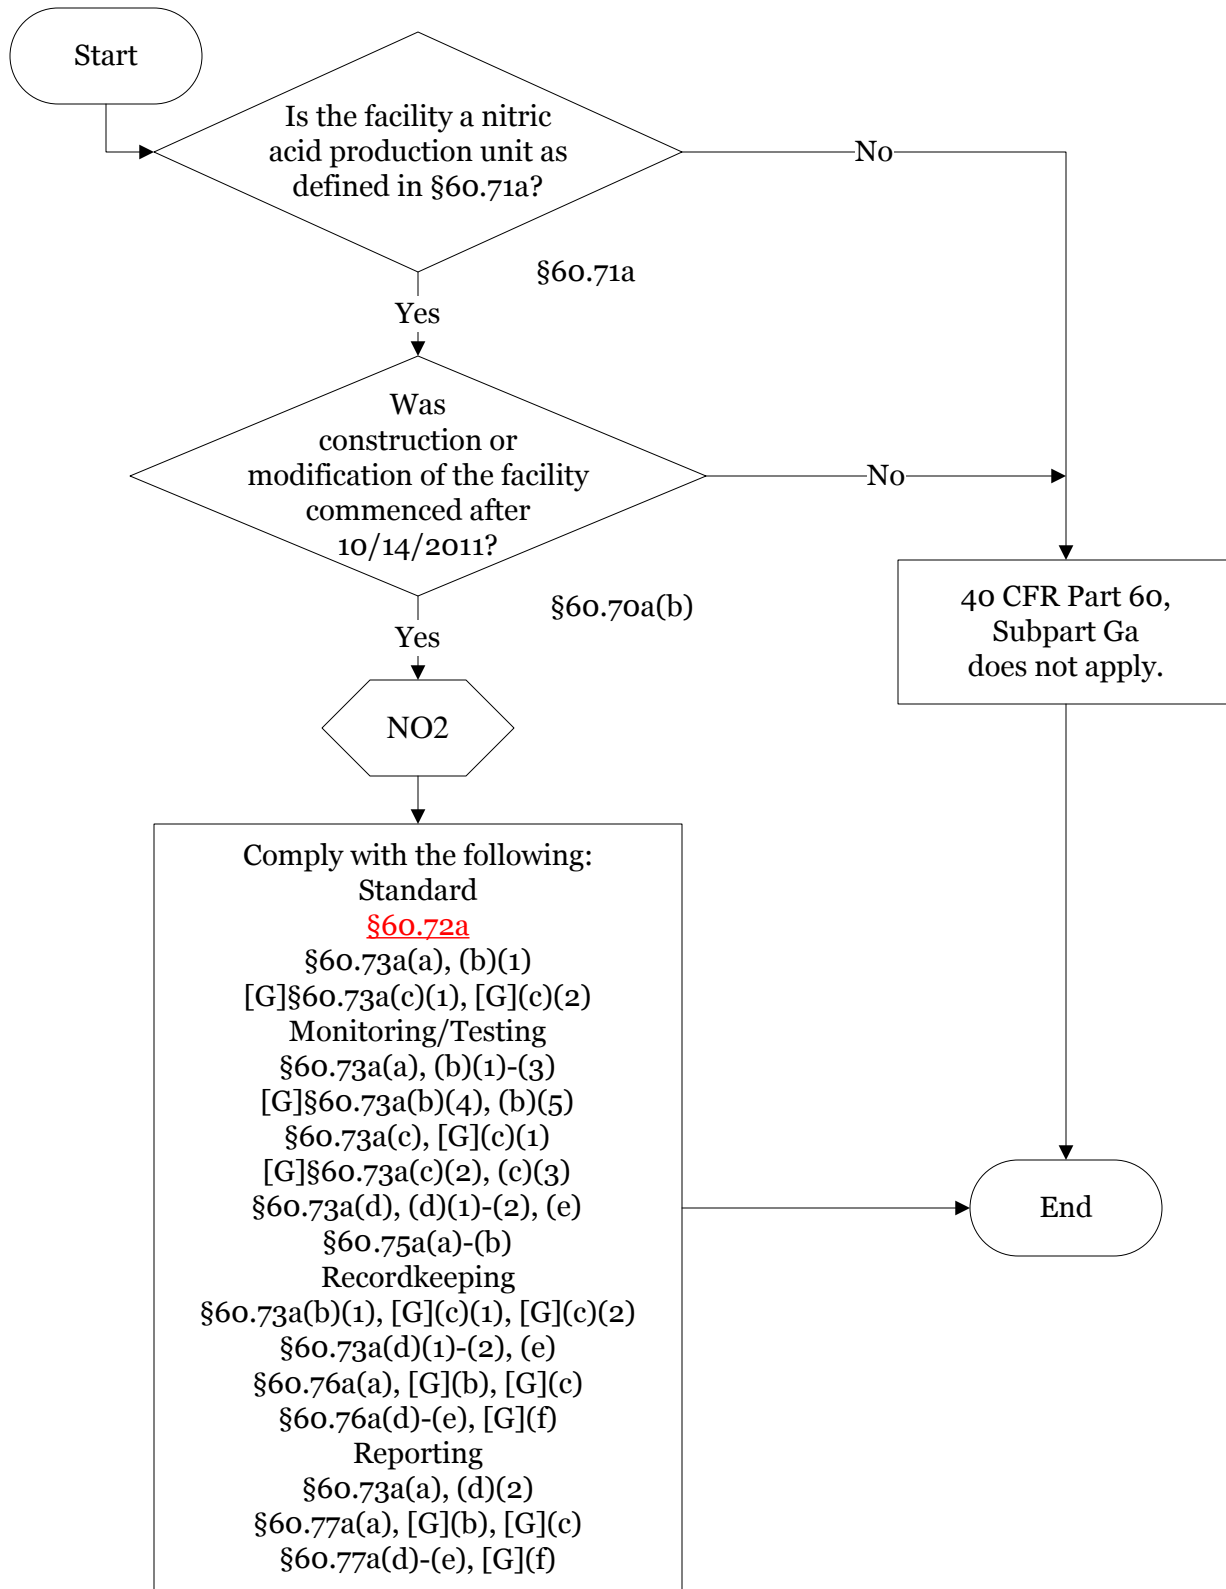 Start
Is the facility a nitric
acid production unit as
defined in §60.71a?
No
§60.71a
Yes
Was
construction or
modification of the facility
commenced after
10/14/2011?
No
§60.70a(b)
Yes
40 CFR Part 60,
Subpart Ga
does not apply.
NO2
Comply with the following:
Standard
§60.72a
§60.73a(a), (b)(1)
[G]§60.73a(c)(1), [G](c)(2)
Monitoring/Testing
§60.73a(a), (b)(1)-(3)
[G]§60.73a(b)(4), (b)(5)
§60.73a(c), [G](c)(1)
[G]§60.73a(c)(2), (c)(3)
§60.73a(d), (d)(1)-(2), (e)
§60.75a(a)-(b)
Recordkeeping
§60.73a(b)(1), [G](c)(1), [G](c)(2)
§60.73a(d)(1)-(2), (e)
§60.76a(a), [G](b), [G](c)
§60.76a(d)-(e), [G](f)
Reporting
§60.73a(a), (d)(2)
§60.77a(a), [G](b), [G](c)
§60.77a(d)-(e), [G](f)
End